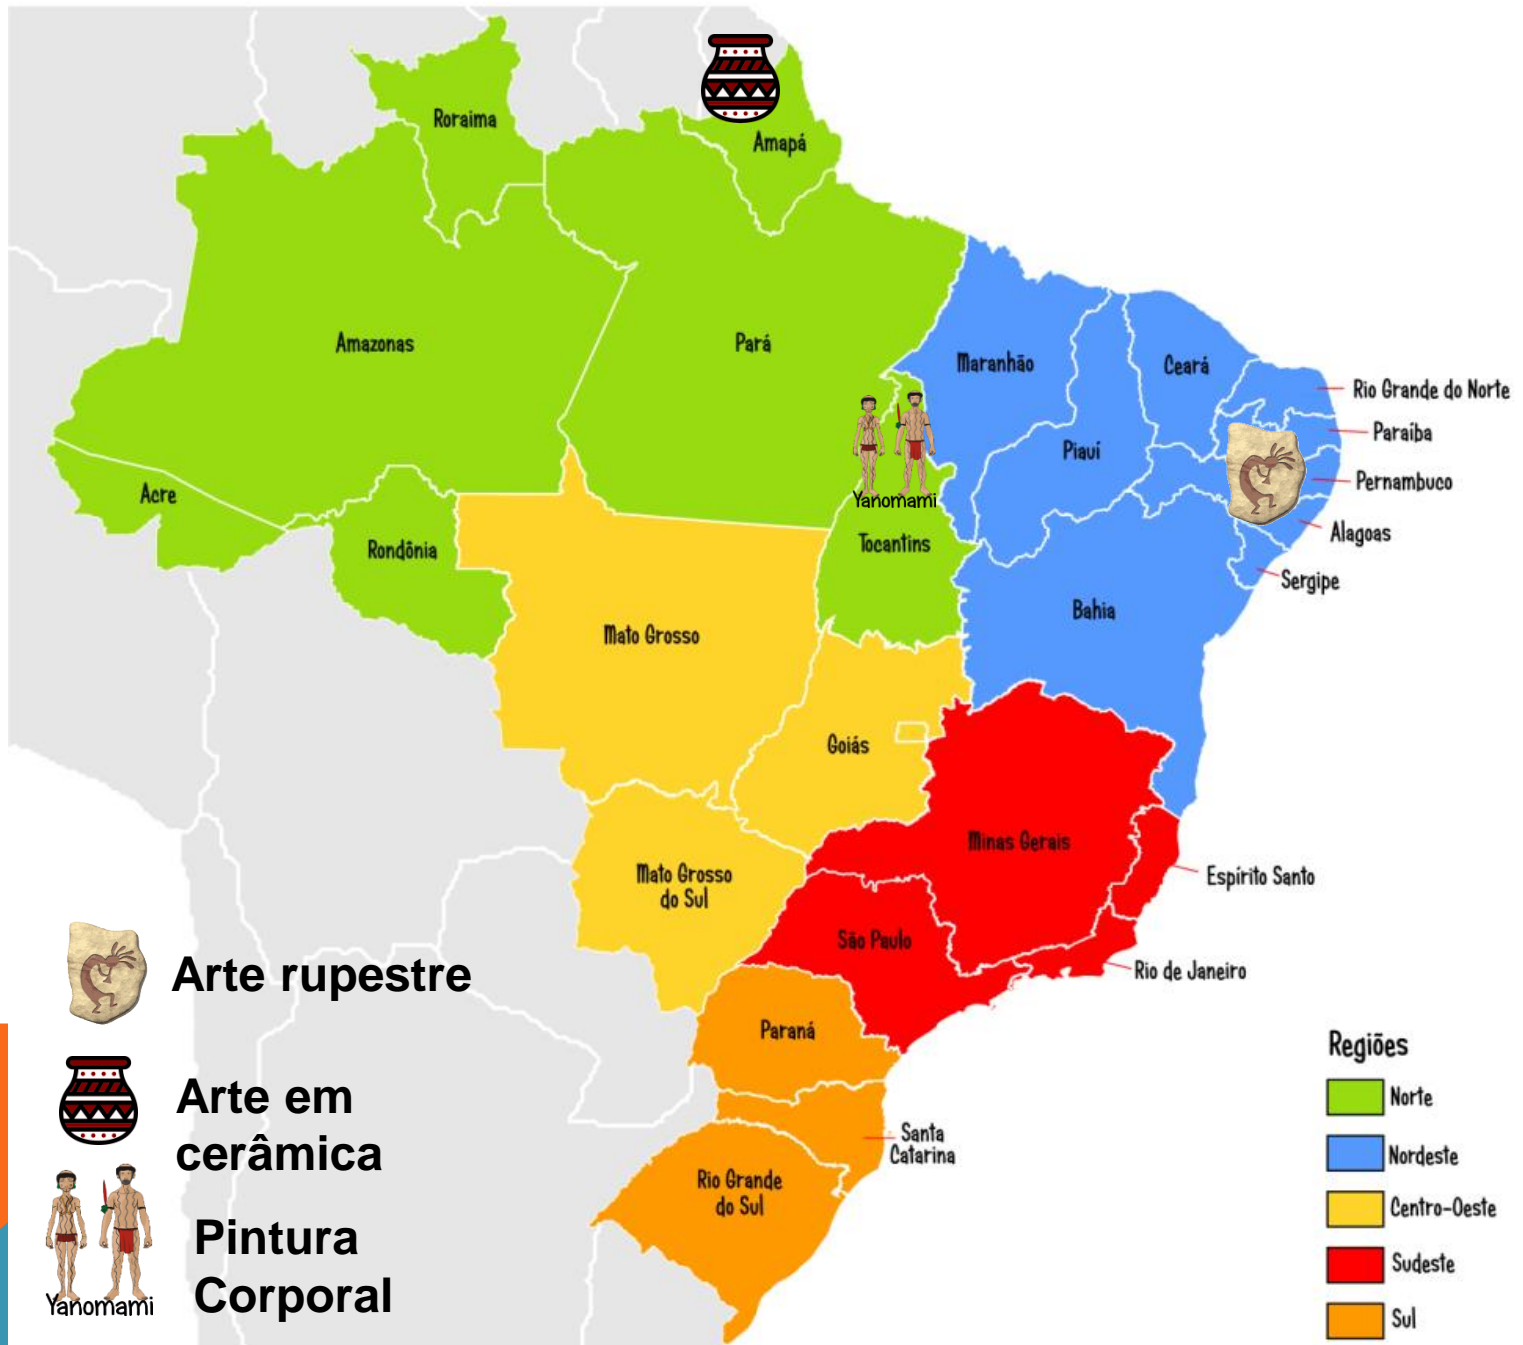 Roraima
Amapá
Amazonas
Pará
Maranhão
Ceará
Rio Grande do Norte
Paraíba
Piauí
Pernambuco
Yanomami
Acre
Alagoas
Rondônia
Tocantins
Sergipe
Bahia
Mato Grosso
Goiás
Minas Gerais
Espírito Santo
Mato Grosso
do Sul
São Paulo
Rio de Janeiro
Paraná
Santa
Catarina
Rio Grande
do Sul
Arte rupestre
Arte em
cerâmica
Pintura
Corporal
Yanomami
Regiões
Norte
Nordeste
Centro-Oeste
Sudeste
Sul